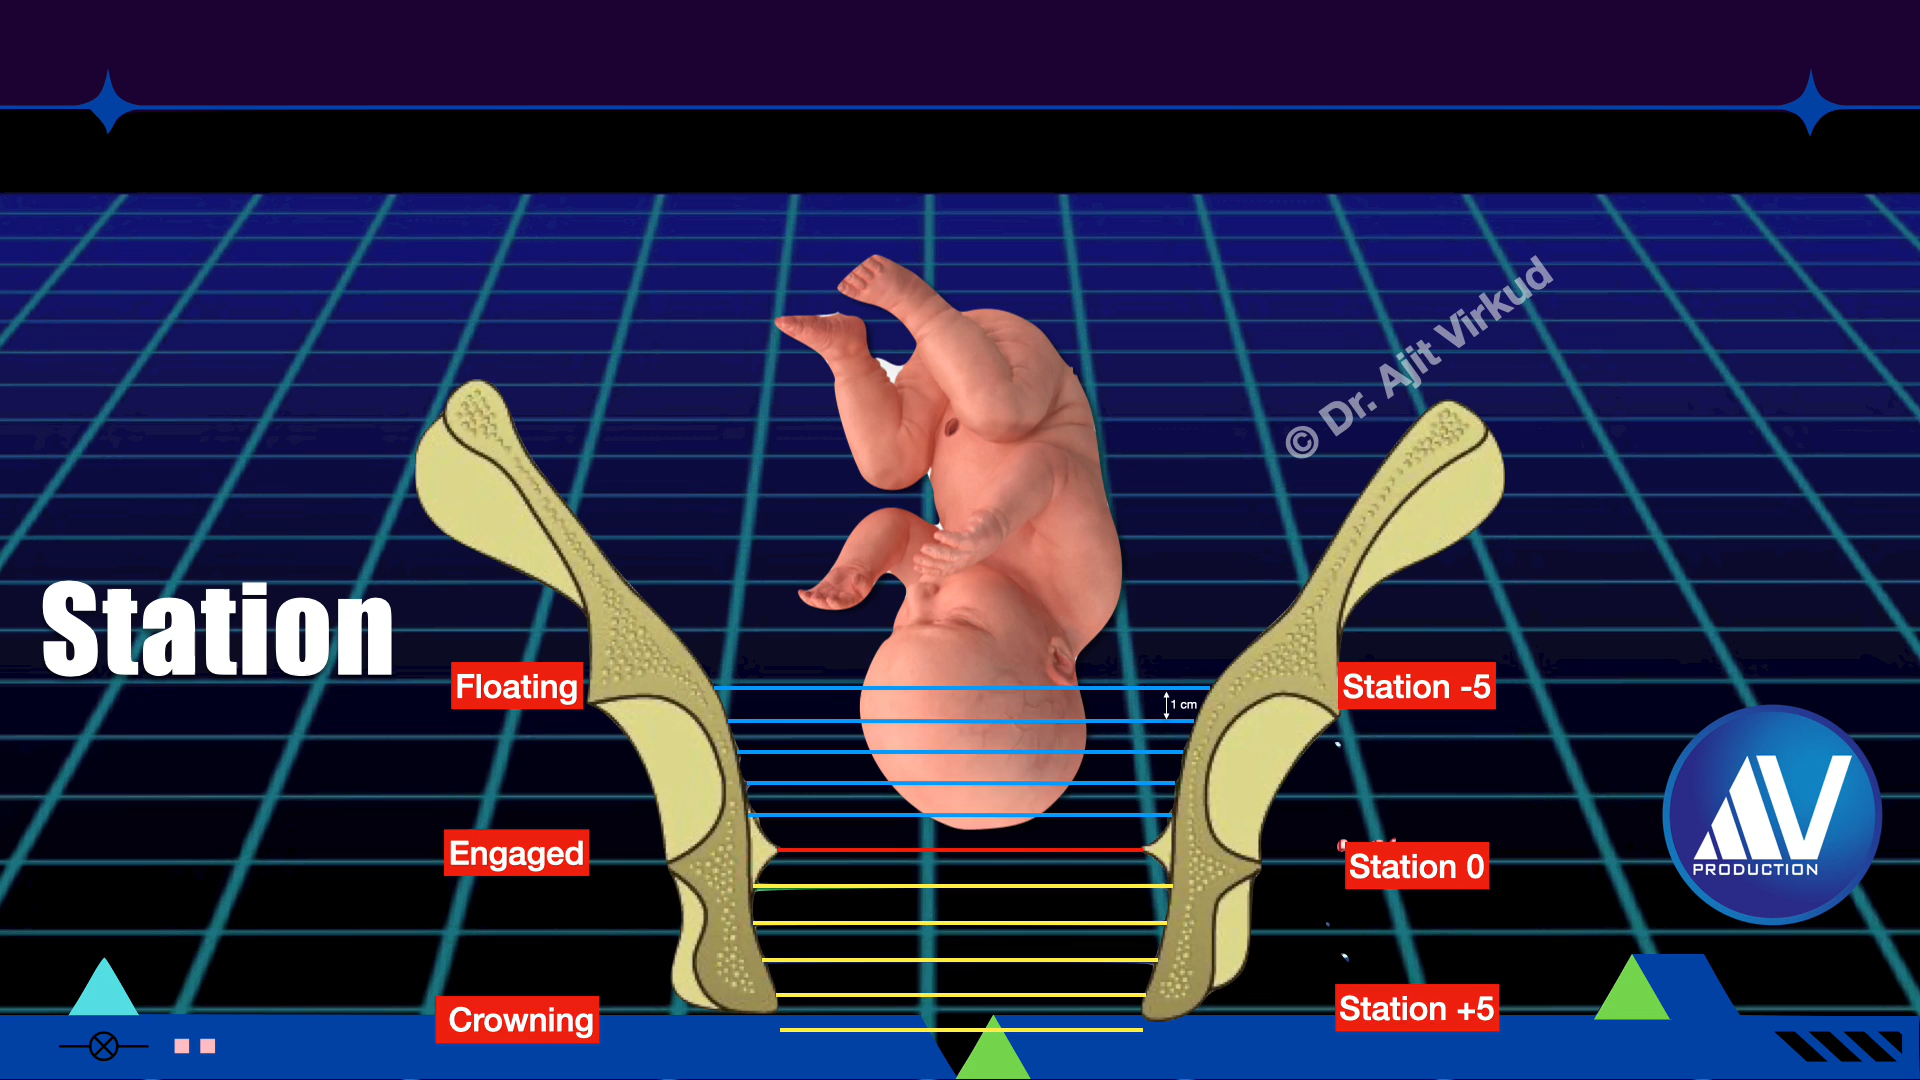 © Dr. Ajit Virkud
Station
Floating
Station -5
1 cm
Engaged
Station 0
AV
PRODUCTION
Crowning
Station +5